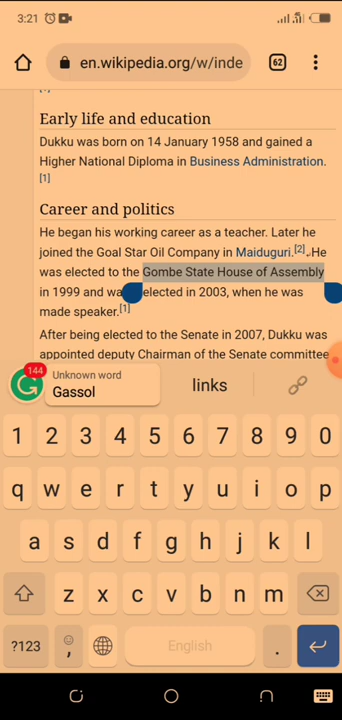 3:21
en.wikipedia.org/w/inde
62
[1]
Early life and education
Dukku was born on 14 January 1958 and gained a
Higher National Diploma in Business Administration.
[1]
Career and politics
He began his working career as a teacher. Later he
joined the Goal Star Oil Company in Maiduguri.[2] He
was elected to the Gombe State House of Assembly
in 1999 and elected in 2003, when he was
made speaker.[1]
After being elected to the Senate in 2007, Dukku was
appointed deputy Chairman of the Senate committee
144
Unknown word
Gassol
links
1 2 3 4 5 6 7 8 9 0
q w e r t y u i o p
a s d f g h j k l
z x c v b n m
?123 , English .